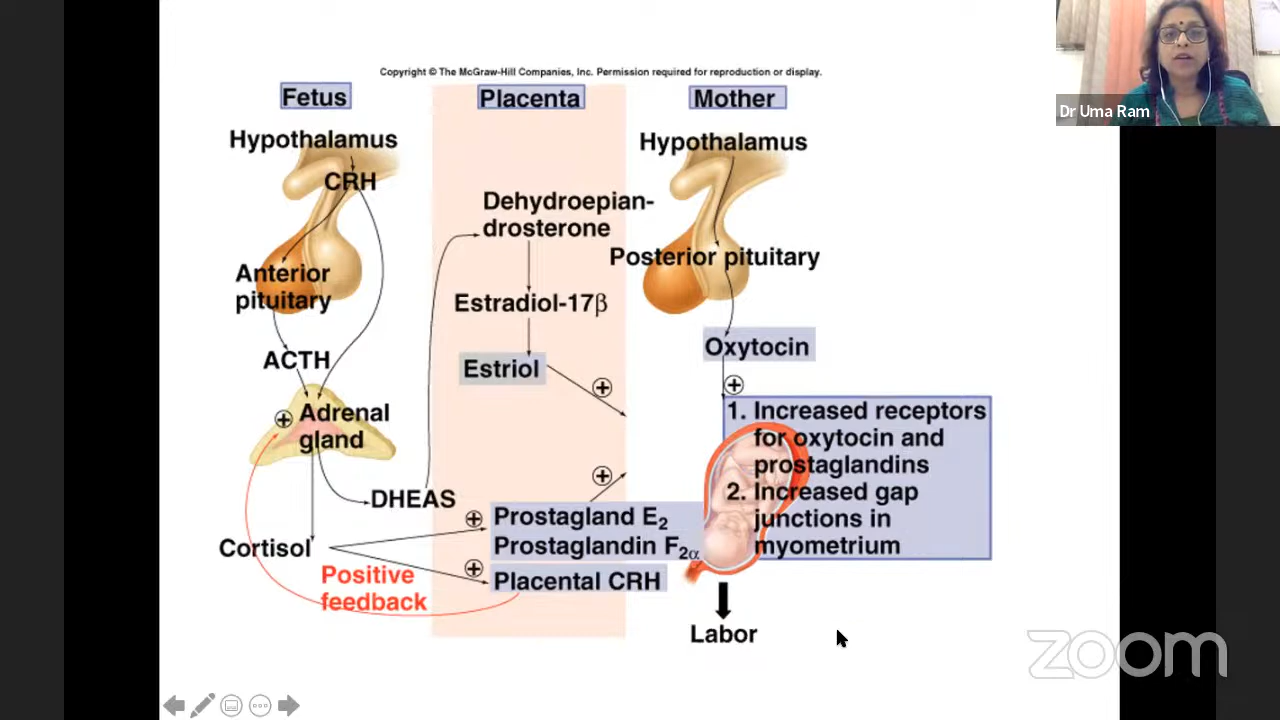 Copyright © The McGraw-Hill Companies, Inc. Permission required for reproduction or display.
Fetus
Placenta
Mother
Hypothalamus
CRH
Anterior
pituitary
ACTH
Adrenal
gland
DHEAS
Cortisol
Positive
feedback
Dehydroepian-
drosterone
Estradiol-17β
Estriol
Prostagland E2
Prostaglandin F2α
Placental CRH
Hypothalamus
Posterior pituitary
Oxytocin
1. Increased receptors
for oxytocin and
prostaglandins
2. Increased gap
junctions in
myometrium
Labor
Dr Uma Ram
zoom